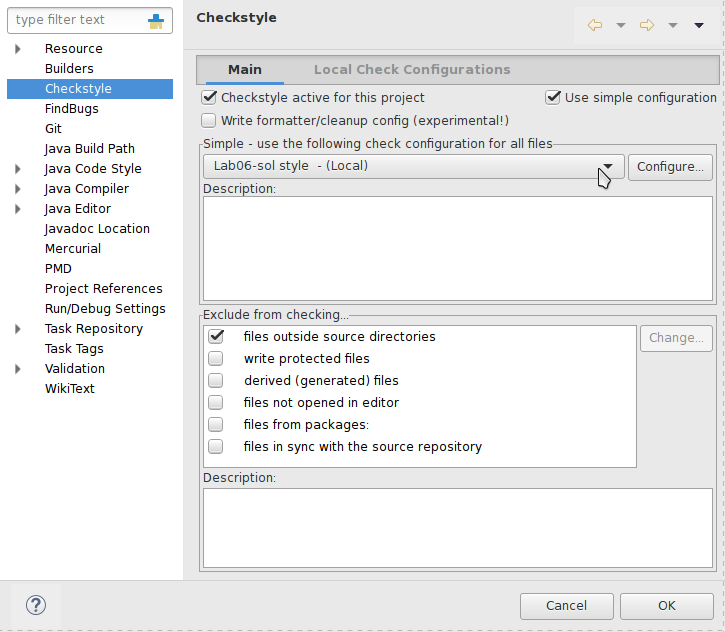 type filter text
Resource
Builders
Checkstyle
FindBugs
Git
Java Build Path
Java Code Style
Java Compiler
Java Editor
Javadoc Location
Mercurial
PMD
Project References
Run/Debug Settings
Task Repository
Task Tags
Validation
WikiText
Checkstyle
Main Local Check Configurations
Checkstyle active for this project Use simple configuration
Write formatter/cleanup config (experimental!)
Simple - use the following check configuration for all files
Lab06-sol style - (Local) Configure...
Description:
Exclude from checking...
files outside source directories Change...
write protected files
derived (generated) files
files not opened in editor
files from packages:
files in sync with the source repository
Description:
? Cancel OK